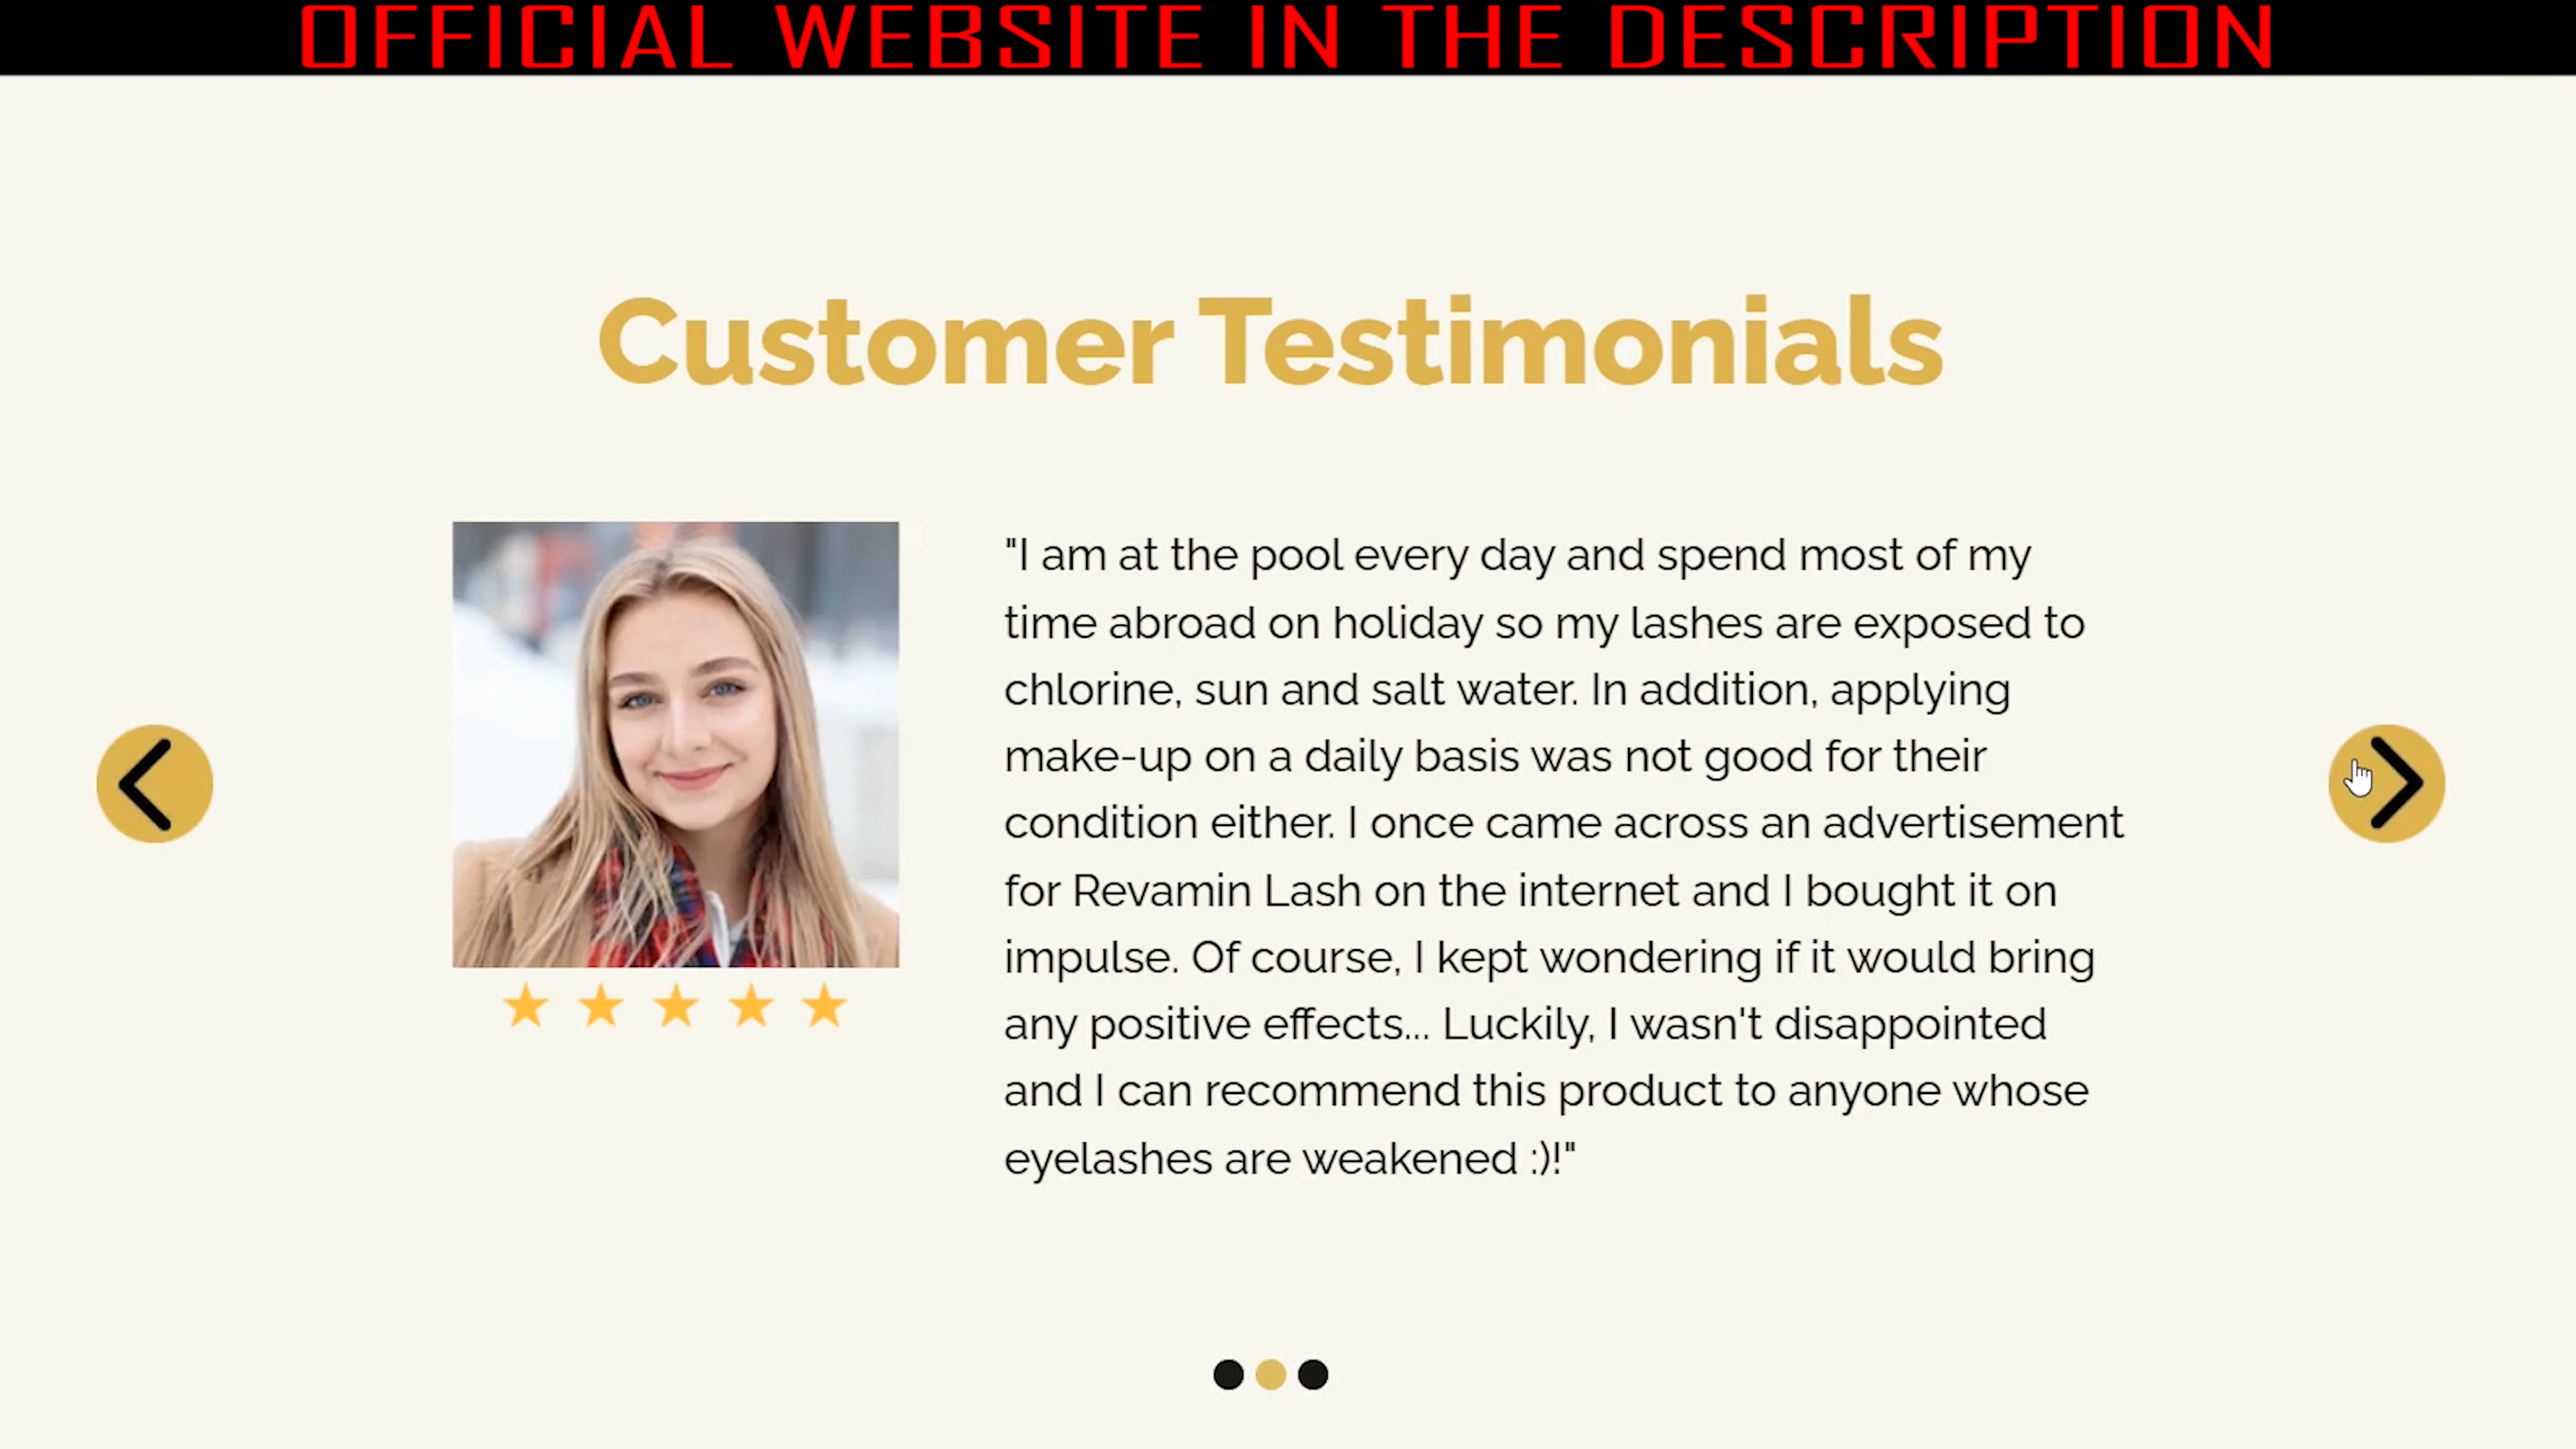 OFFICIAL WEBSITE IN THE DESCRIPTION
Customer Testimonials
"I am at the pool every day and spend most of my
time abroad on holiday so my lashes are exposed to
chlorine, sun and salt water. In addition, applying
make-up on a daily basis was not good for their
condition either. I once came across an advertisement
for Revamin Lash on the internet and I bought it on
impulse. Of course, I kept wondering if it would bring
any positive effects... Luckily, I wasn't disappointed
and I can recommend this product to anyone whose
eyelashes are weakened :)!"